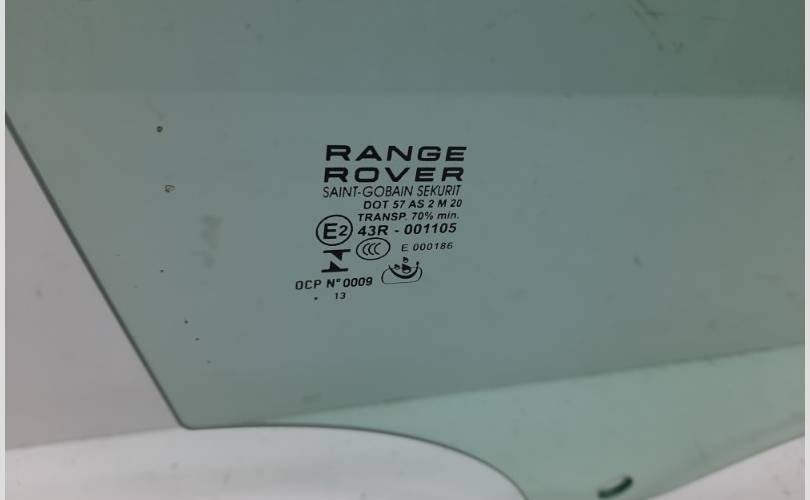 RANGE
ROVER
SAINT-GOBAIN SEKURIT
DOT 57 AS 2 M 20
TRANSP. 70% min.
E2 43R - 001105
CCC E 000186
OCP N°0009
. 13